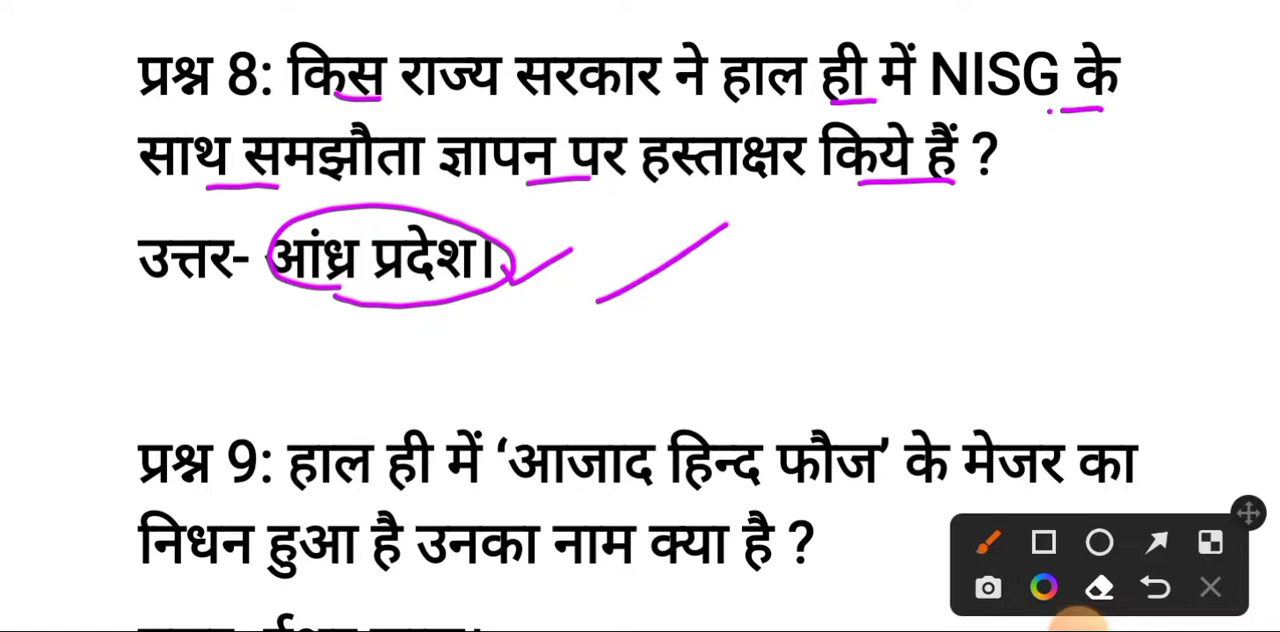 प्रश्न 8: किस राज्य सरकार ने हाल ही में NISG के
साथ समझौता ज्ञापन पर हस्ताक्षर किये हैं ?
उत्तर- आंध्र प्रदेश।
प्रश्न 9: हाल ही में ‘आजाद हिन्द फौज’ के मेजर का
निधन हुआ है उनका नाम क्या है ?